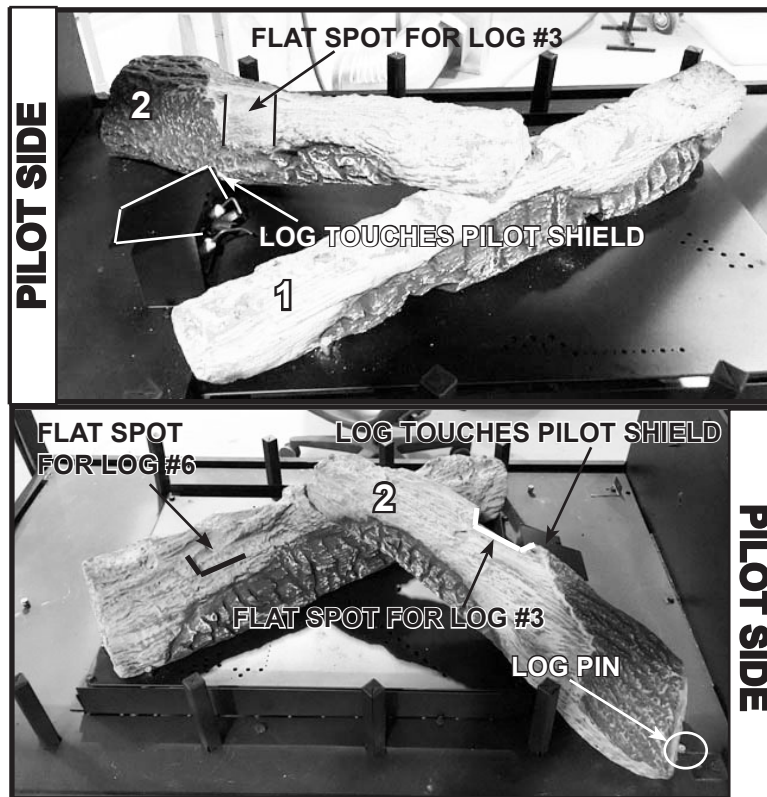 PILOT SIDE
FLAT SPOT FOR LOG #3
2
LOG TOUCHES PILOT SHIELD
1
FLAT SPOT
FOR LOG #6
LOG TOUCHES PILOT SHIELD
2
FLAT SPOT FOR LOG #3
LOG PIN
PILOT SIDE